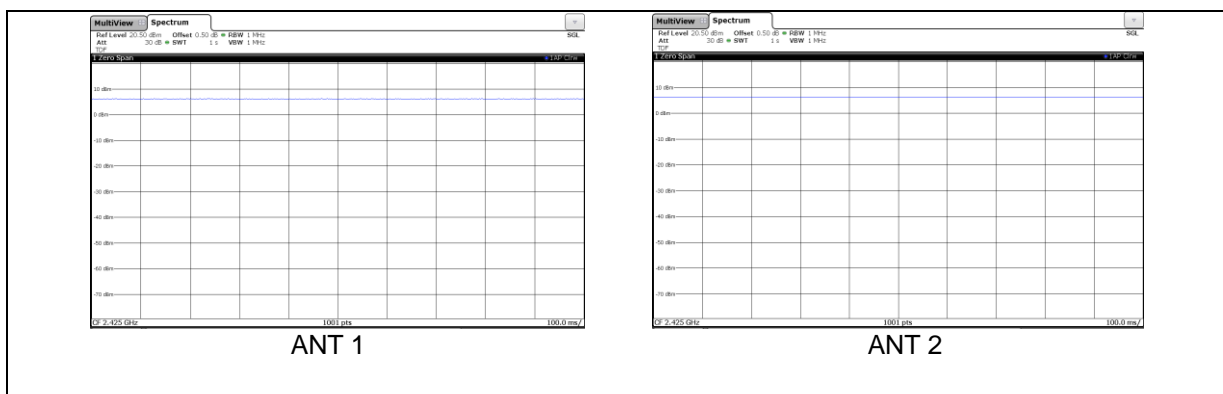 MultiView Spectrum
Ref Level 20.50 dBm Offset 0.50 dB RBW 1 MHz SGL
Att 30 dB SWT 1 s VBW 1 MHz
TDF
1 Zero Span 1AP Clrw
10 dBm
0 dBm
-10 dBm
-20 dBm
-30 dBm
-40 dBm
-50 dBm
-60 dBm
-70 dBm
CF 2.425 GHz 1001 pts 100.0 ms/
ANT 1
MultiView Spectrum
Ref Level 20.50 dBm Offset 0.50 dB RBW 1 MHz SGL
Att 30 dB SWT 1 s VBW 1 MHz
TDF
1 Zero Span 1AP Clrw
10 dBm
0 dBm
-10 dBm
-20 dBm
-30 dBm
-40 dBm
-50 dBm
-60 dBm
-70 dBm
CF 2.425 GHz 1001 pts 100.0 ms/
ANT 2